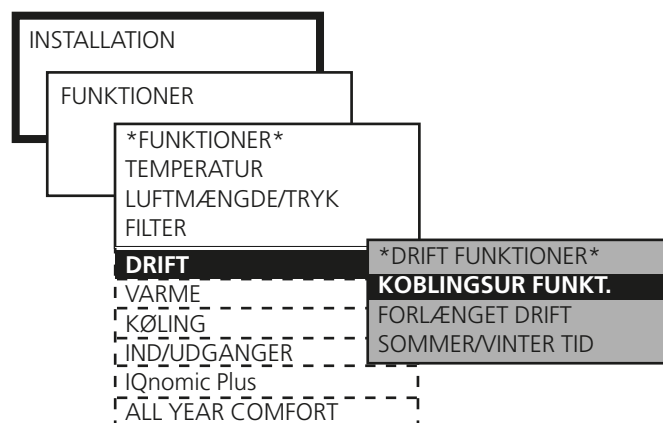 INSTALLATION
FUNKTIONER
*FUNKTIONER*
TEMPERATUR
LUFTMÆNGDE/TRYK
FILTER
DRIFT
VARME
KØLING
IND/UDGANGER
IQnomic Plus
ALL YEAR COMFORT
*DRIFT FUNKTIONER*
KOBLINGSUR FUNKT.
FORLÆNGET DRIFT
SOMMER/VINTER TID